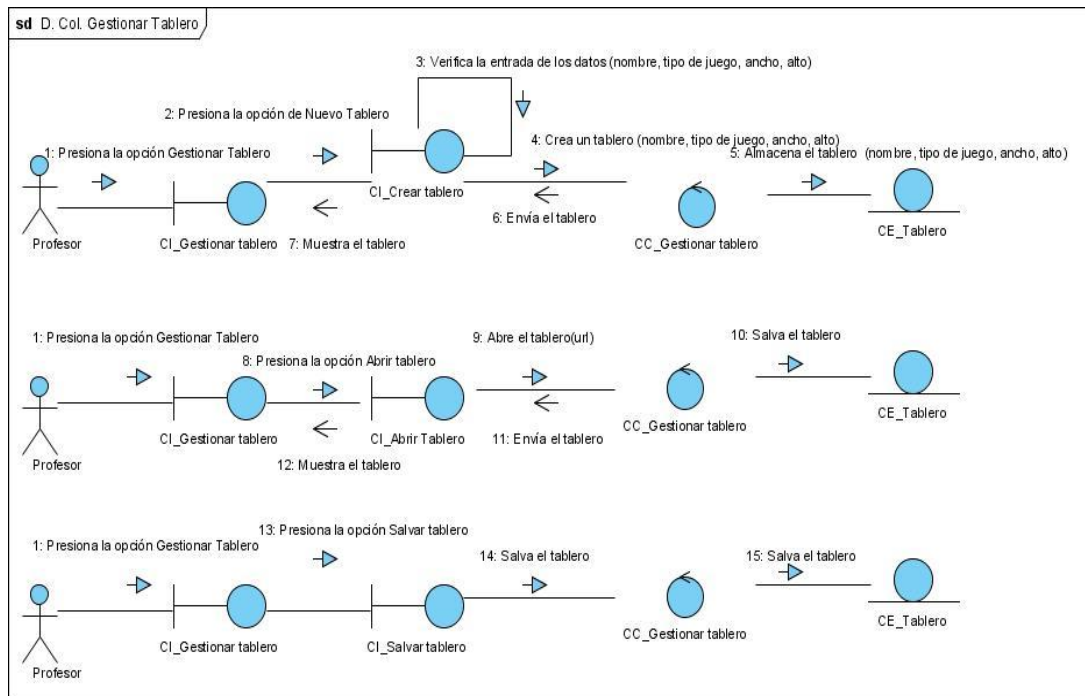 sd D. Col. Gestionar Tablero
3: Verifica la entrada de los datos (nombre, tipo de juego, ancho, alto)
2: Presiona la opción de Nuevo Tablero
4: Crea un tablero (nombre, tipo de juego, ancho, alto)
1: Presiona la opción Gestionar Tablero
5: Almacena el tablero (nombre, tipo de juego, ancho, alto)
CI_Crear tablero
6: Envía el tablero
CE_Tablero
Profesor
CI_Gestionar tablero
7: Muestra el tablero
CC_Gestionar tablero
1: Presiona la opción Gestionar Tablero
9: Abre el tablero(url)
10: Salva el tablero
8: Presiona la opción Abrir tablero
CI_Gestionar tablero
CI_Abrir Tablero
11: Envía el tablero
CC_Gestionar tablero
CE_Tablero
Profesor
12: Muestra el tablero
13: Presiona la opción Salvar tablero
1: Presiona la opción Gestionar Tablero
14: Salva el tablero
15: Salva el tablero
CI_Gestionar tablero
CI_Salvar tablero
CC_Gestionar tablero
CE_Tablero
Profesor